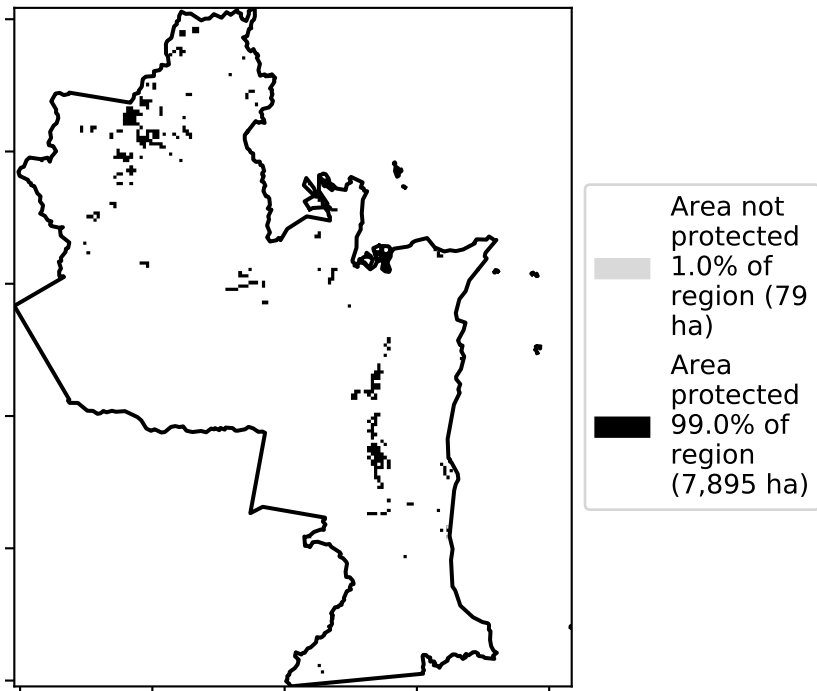 Area not
protected
1.0% of
region (79
ha)
Area
protected
99.0% of
region
(7,895 ha)